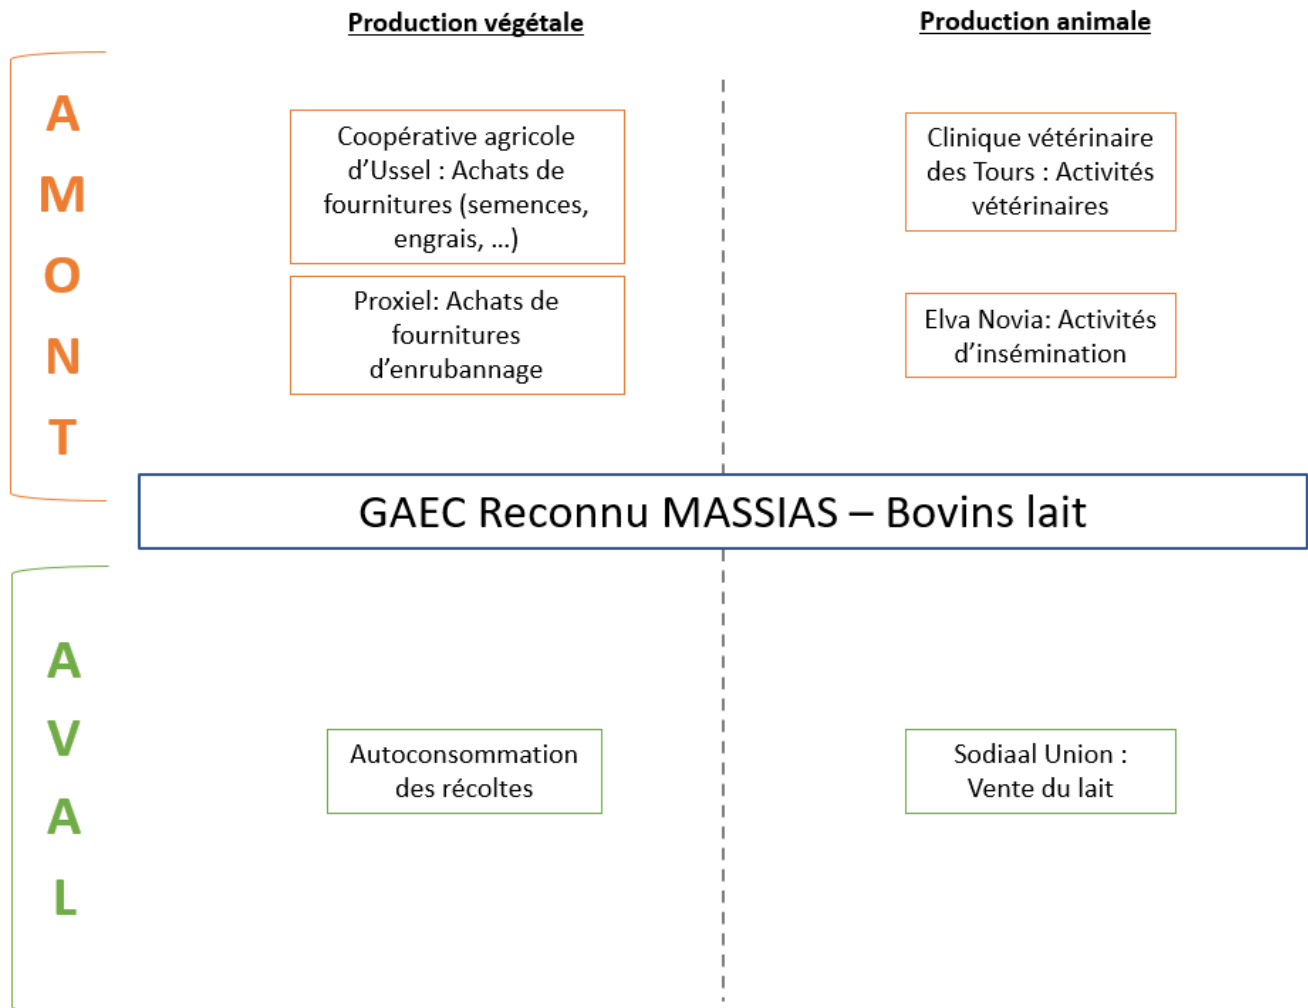 Production végétale
Production animale
AMONT
Coopérative agricole
d’Ussel : Achats de
fournitures (semences,
engrais, …)
Proxiel: Achats de
fournitures
d’enrubannage
Clinique vétérinaire
des Tours : Activités
vétérinaires
Elva Novia: Activités
d’insémination
GAEC Reconnu MASSIAS – Bovins lait
AVAL
Autoconsommation
des récoltes
Sodiaal Union :
Vente du lait